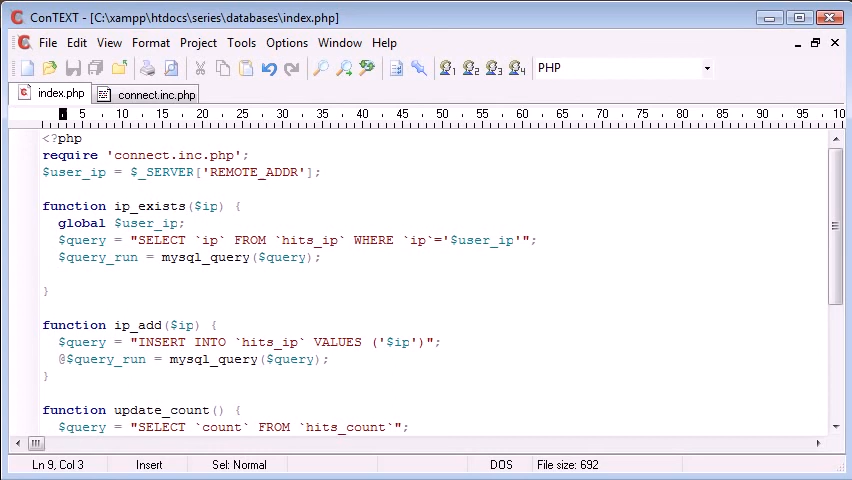 ConTEXT - [C:\xampp\htdocs\series\databases\index.php]
File Edit View Format Project Tools Options Window Help
1 2 3 4 PHP
index.php connect.inc.php
5 10 15 20 25 30 35 40 45 50 55 60 65 70 75 80 85 90 95 10
<?php
require 'connect.inc.php';
$user_ip = $_SERVER['REMOTE_ADDR'];
function ip_exists($ip) {
global $user_ip;
$query = "SELECT `ip` FROM `hits_ip` WHERE `ip`='$user_ip'";
$query_run = mysql_query($query);
}
function ip_add($ip) {
$query = "INSERT INTO `hits_ip` VALUES ('$ip')";
@$query_run = mysql_query($query);
}
function update_count() {
$query = "SELECT `count` FROM `hits_count`";
Ln 9, Col 3 Insert Sel: Normal DOS File size: 692